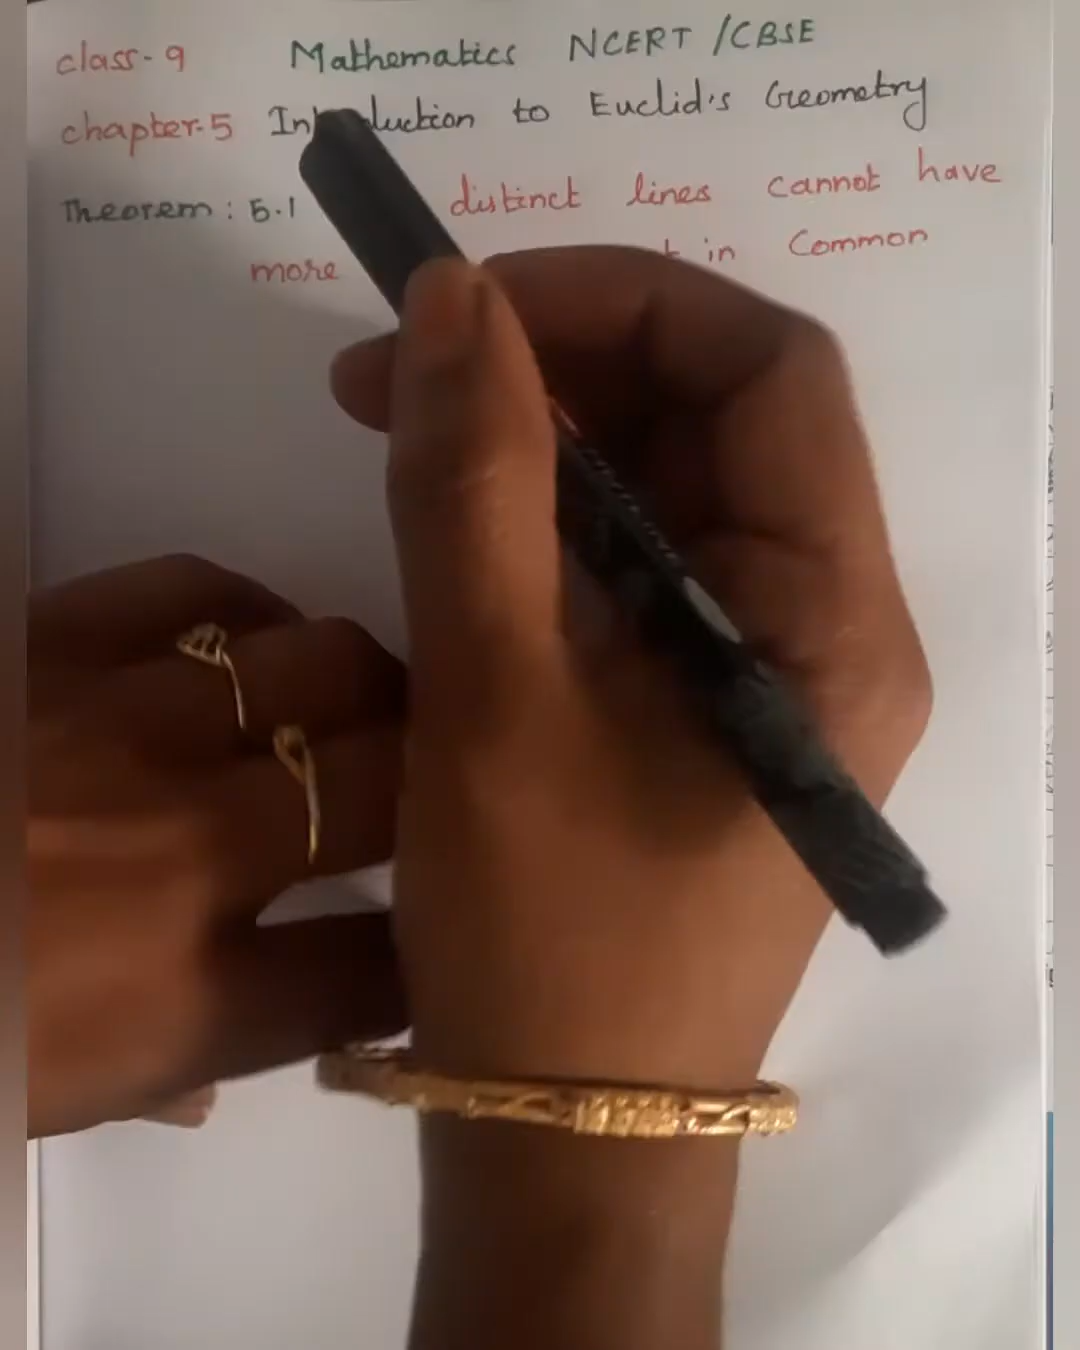 class-9 Mathematics NCERT /CBSE
chapter-5 to Euclid's Geometry
Theorem: 5.1 distinct lines cannot have
more in Common